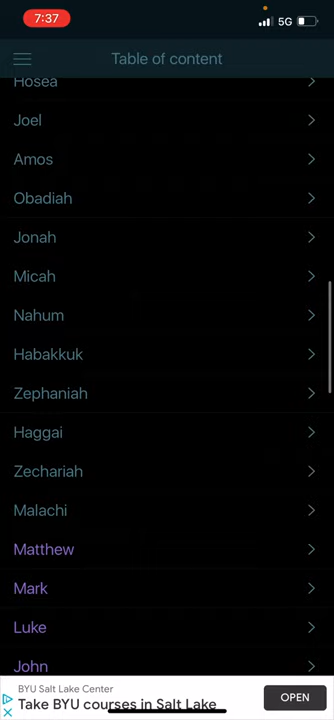 7:37
5G
Table of content
Hosea
Joel
Amos
Obadiah
Jonah
Micah
Nahum
Habakkuk
Zephaniah
Haggai
Zechariah
Malachi
Matthew
Mark
Luke
John
BYU Salt Lake Center
Take BYU courses in Salt Lake
OPEN